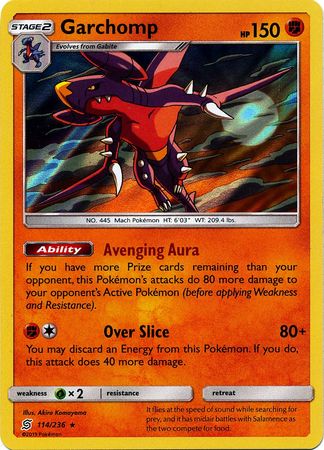 STAGE2 Garchomp HP 150
Evolves from Gabite
NO. 445 Mach Pokémon HT: 6'03" WT: 209.4 lbs.
Ability Avenging Aura
If you have more Prize cards remaining than your
opponent, this Pokémon's attacks do 80 more damage to
your opponent's Active Pokémon (before applying Weakness
and Resistance).
Over Slice 80+
You may discard an Energy from this Pokémon. If you do,
this attack does 40 more damage.
weakness ×2 resistance retreat
Illus. Akira Komayama
114/236
©2019 Pokémon
It flies at the speed of sound while searching
for prey, and it has midair battles with Salamence as
the two compete for food.